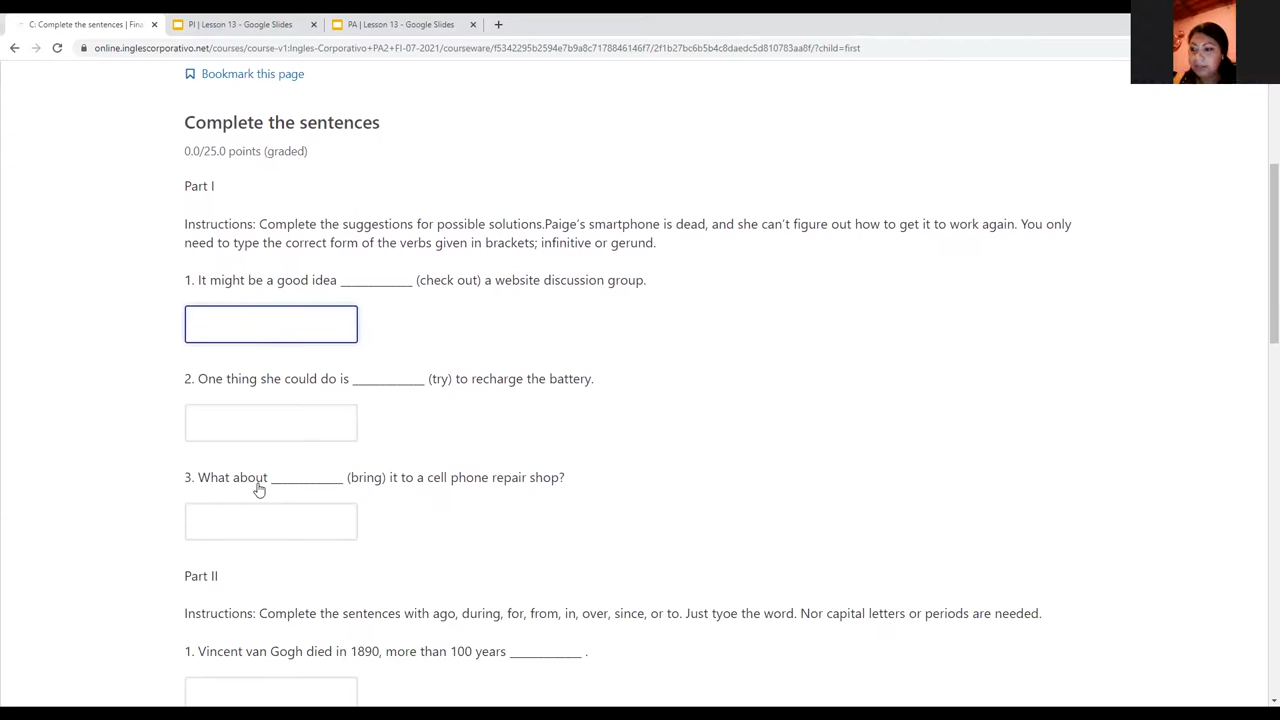 C: Complete the sentences | Fina
PI | Lesson 13 - Google Slides
PA | Lesson 13 - Google Slides
online.inglescorporativo.net/courses/course-v1:Ingles-Corporativo+PA2+FI-07-2021/courseware/f5342295b2594e7b9a8c7178846146f7/2f1b27bc6b5b4c8daedc5d810783aa8f/?child=first
Bookmark this page
Complete the sentences
0.0/25.0 points (graded)
Part I
Instructions: Complete the suggestions for possible solutions.Paige’s smartphone is dead, and she can’t figure out how to get it to work again. You only
need to type the correct form of the verbs given in brackets; infinitive or gerund.
1. It might be a good idea ___________ (check out) a website discussion group.
2. One thing she could do is ___________ (try) to recharge the battery.
3. What about ___________ (bring) it to a cell phone repair shop?
Part II
Instructions: Complete the sentences with ago, during, for, from, in, over, since, or to. Just tyoe the word. Nor capital letters or periods are needed.
1. Vincent van Gogh died in 1890, more than 100 years ___________ .